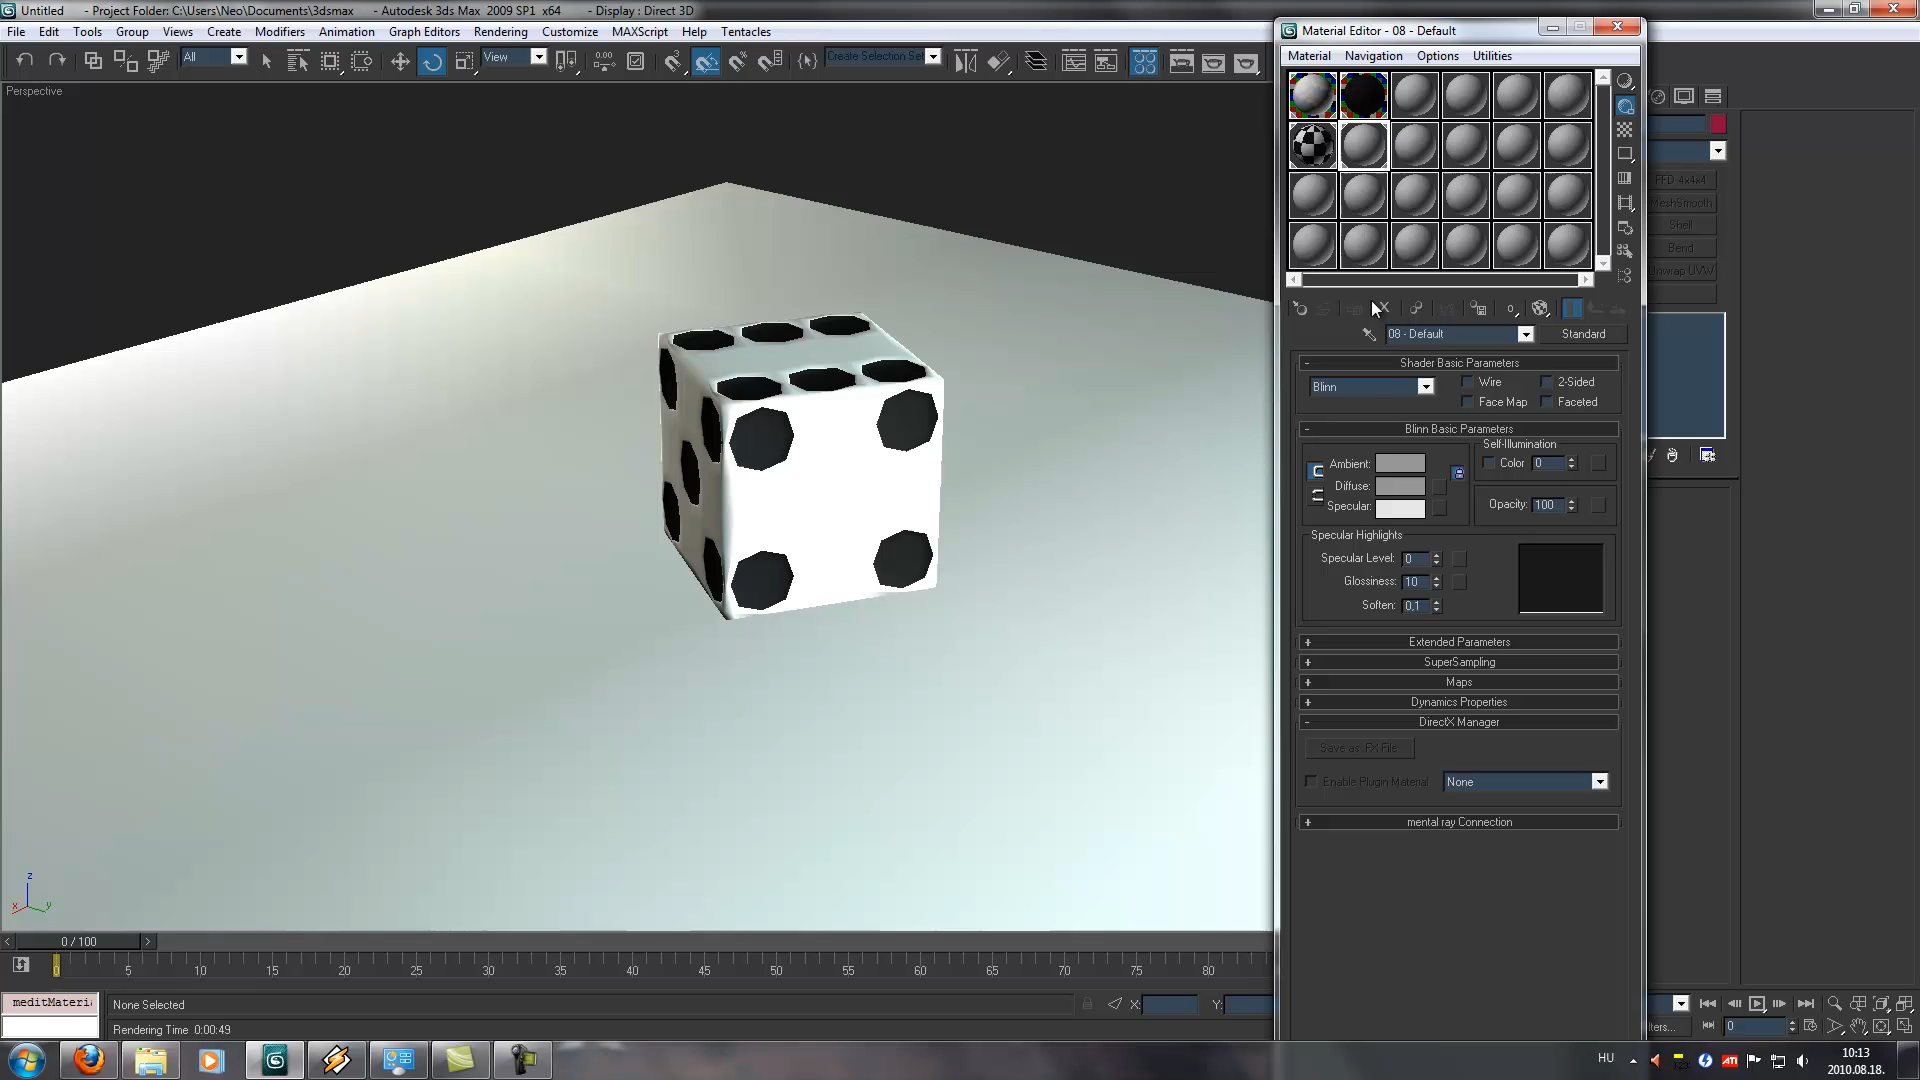 Untitled - Project Folder: C:\Users\Neo\Documents\3dsmax - Autodesk 3ds Max 2009 SP1 x64 - Display : Direct 3D
File Edit Tools Group Views Create Modifiers Animation Graph Editors Rendering Customize MAXScript Help Tentacles
All View Create Selection Set
Perspective
Material Editor - 08 - Default
Material Navigation Options Utilities
08 - Default Standard
- Shader Basic Parameters
Blinn Wire 2-Sided
Face Map Faceted
- Blinn Basic Parameters
Self-Illumination
Ambient: Color 0
Diffuse:
Specular: Opacity: 100
Specular Highlights
Specular Level: 0
Glossiness: 10
Soften: 0,1
+ Extended Parameters
+ SuperSampling
+ Maps
+ Dynamics Properties
- DirectX Manager
Save as .FX File
Enable Plugin Material None
+ mental ray Connection
FFD 4x4x4
MeshSmooth
Shell
Bend
Unwrap UVW
z
x y
0 / 100
0 5 10 15 20 25 30 35 40 45 50 55 60 65 70 75 80
meditMateria None Selected X: Y:
Rendering Time 0:00:49 lters... 0
HU 10:13
2010.08.18.